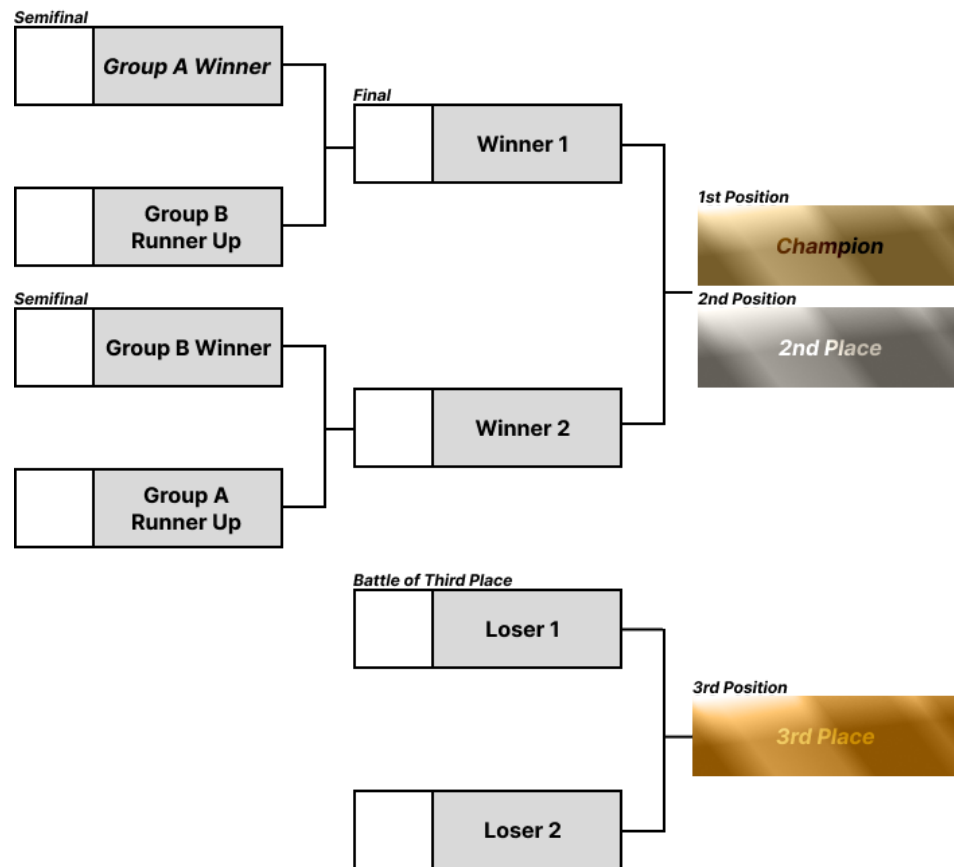 Semifinal
Group A Winner
Group B
Runner Up
Semifinal
Group B Winner
Group A
Runner Up
Final
Winner 1
Winner 2
1st Position
Champion
2nd Position
2nd Place
Battle of Third Place
Loser 1
Loser 2
3rd Position
3rd Place